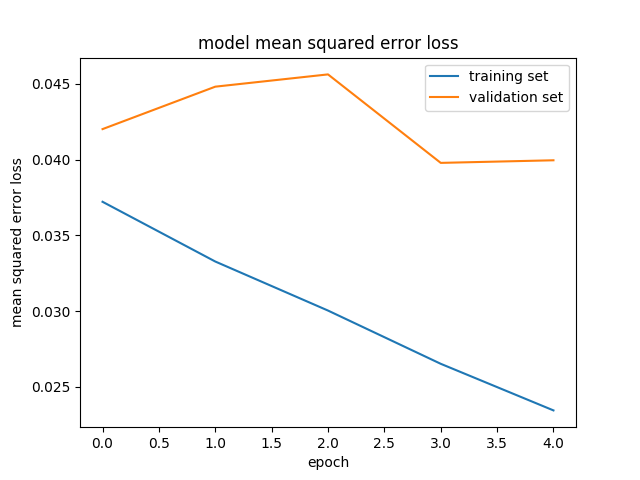 model mean squared error loss
training set
validation set
0.045
0.040
0.035
0.030
0.025
mean squared error loss
0.0 0.5 1.0 1.5 2.0 2.5 3.0 3.5 4.0
epoch